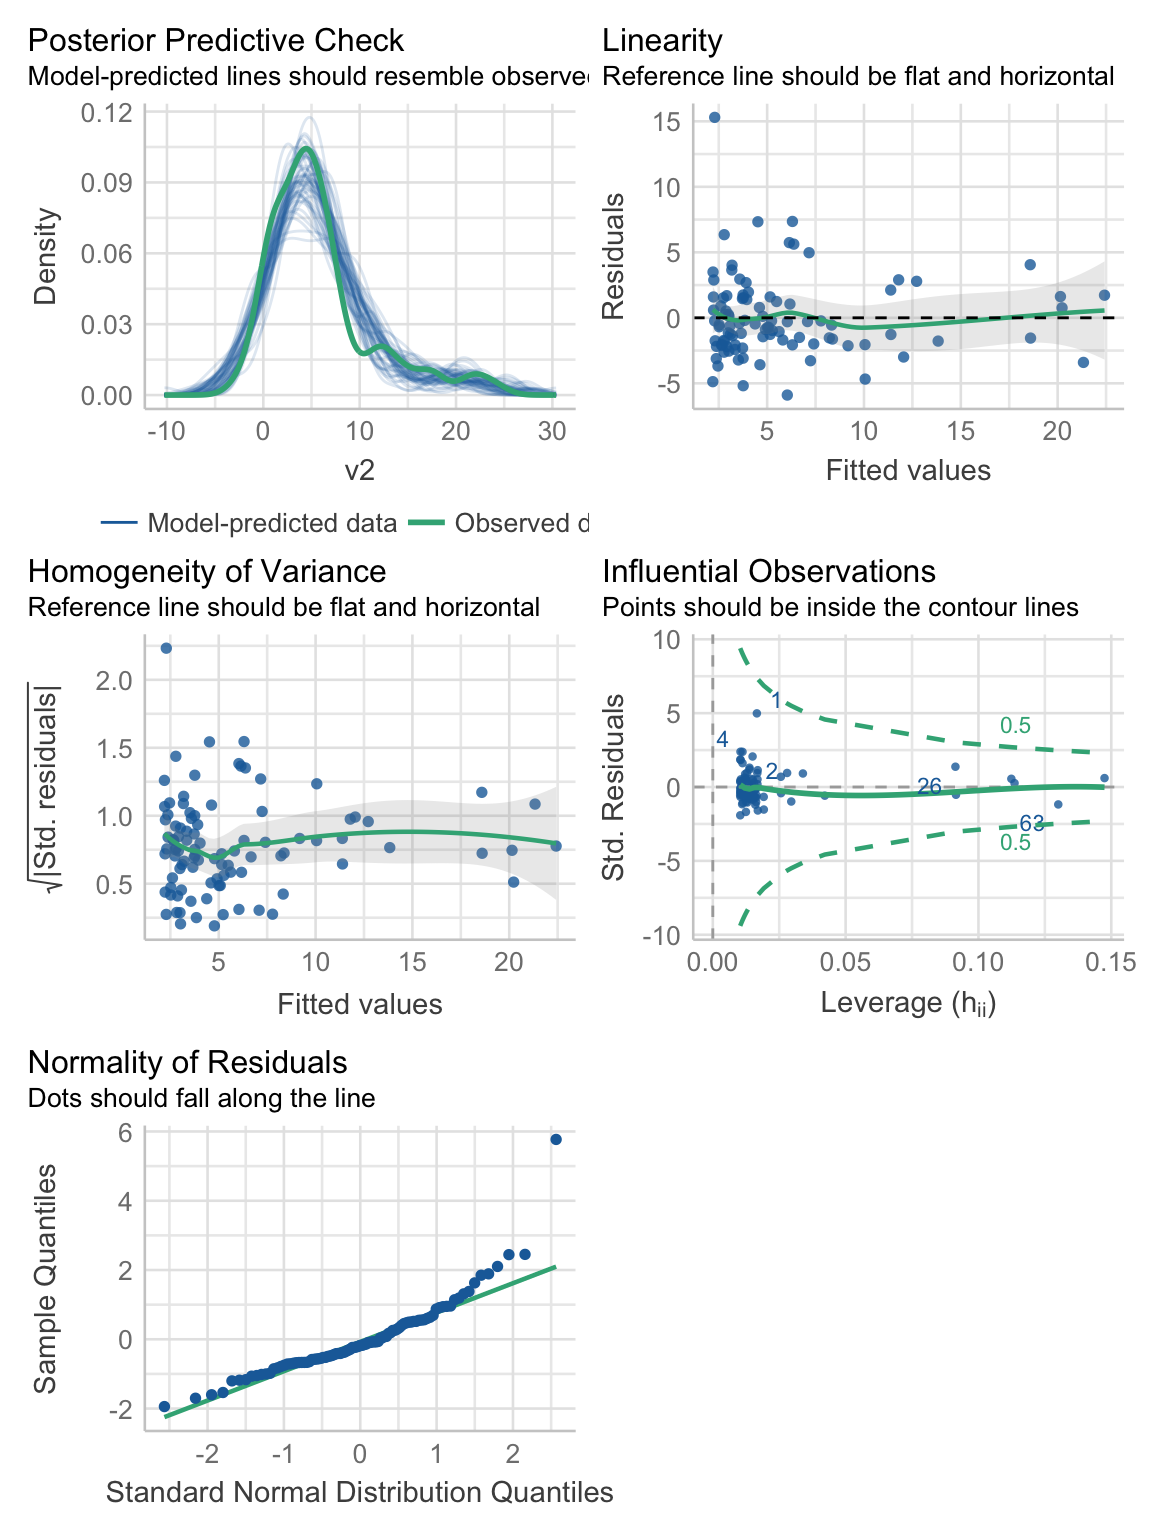 Posterior Predictive Check
Model-predicted lines should resemble observe
0.12
0.09
0.06
0.03
0.00
Density
-10 0 10 20 30
v2
Model-predicted data Observed d
Linearity
Reference line should be flat and horizontal
15
10
5
0
-5
Residuals
5 10 15 20
Fitted values
Homogeneity of Variance
Reference line should be flat and horizontal
2.0
1.5
1.0
0.5
√|Std. residuals|
5 10 15 20
Fitted values
Influential Observations
Points should be inside the contour lines
10
5
0
-5
-10
Std. Residuals
1
4
2
26
63
0.5
0.5
0.00 0.05 0.10 0.15
Leverage (hᵢᵢ)
Normality of Residuals
Dots should fall along the line
6
4
2
0
-2
Sample Quantiles
-2 -1 0 1 2
Standard Normal Distribution Quantiles